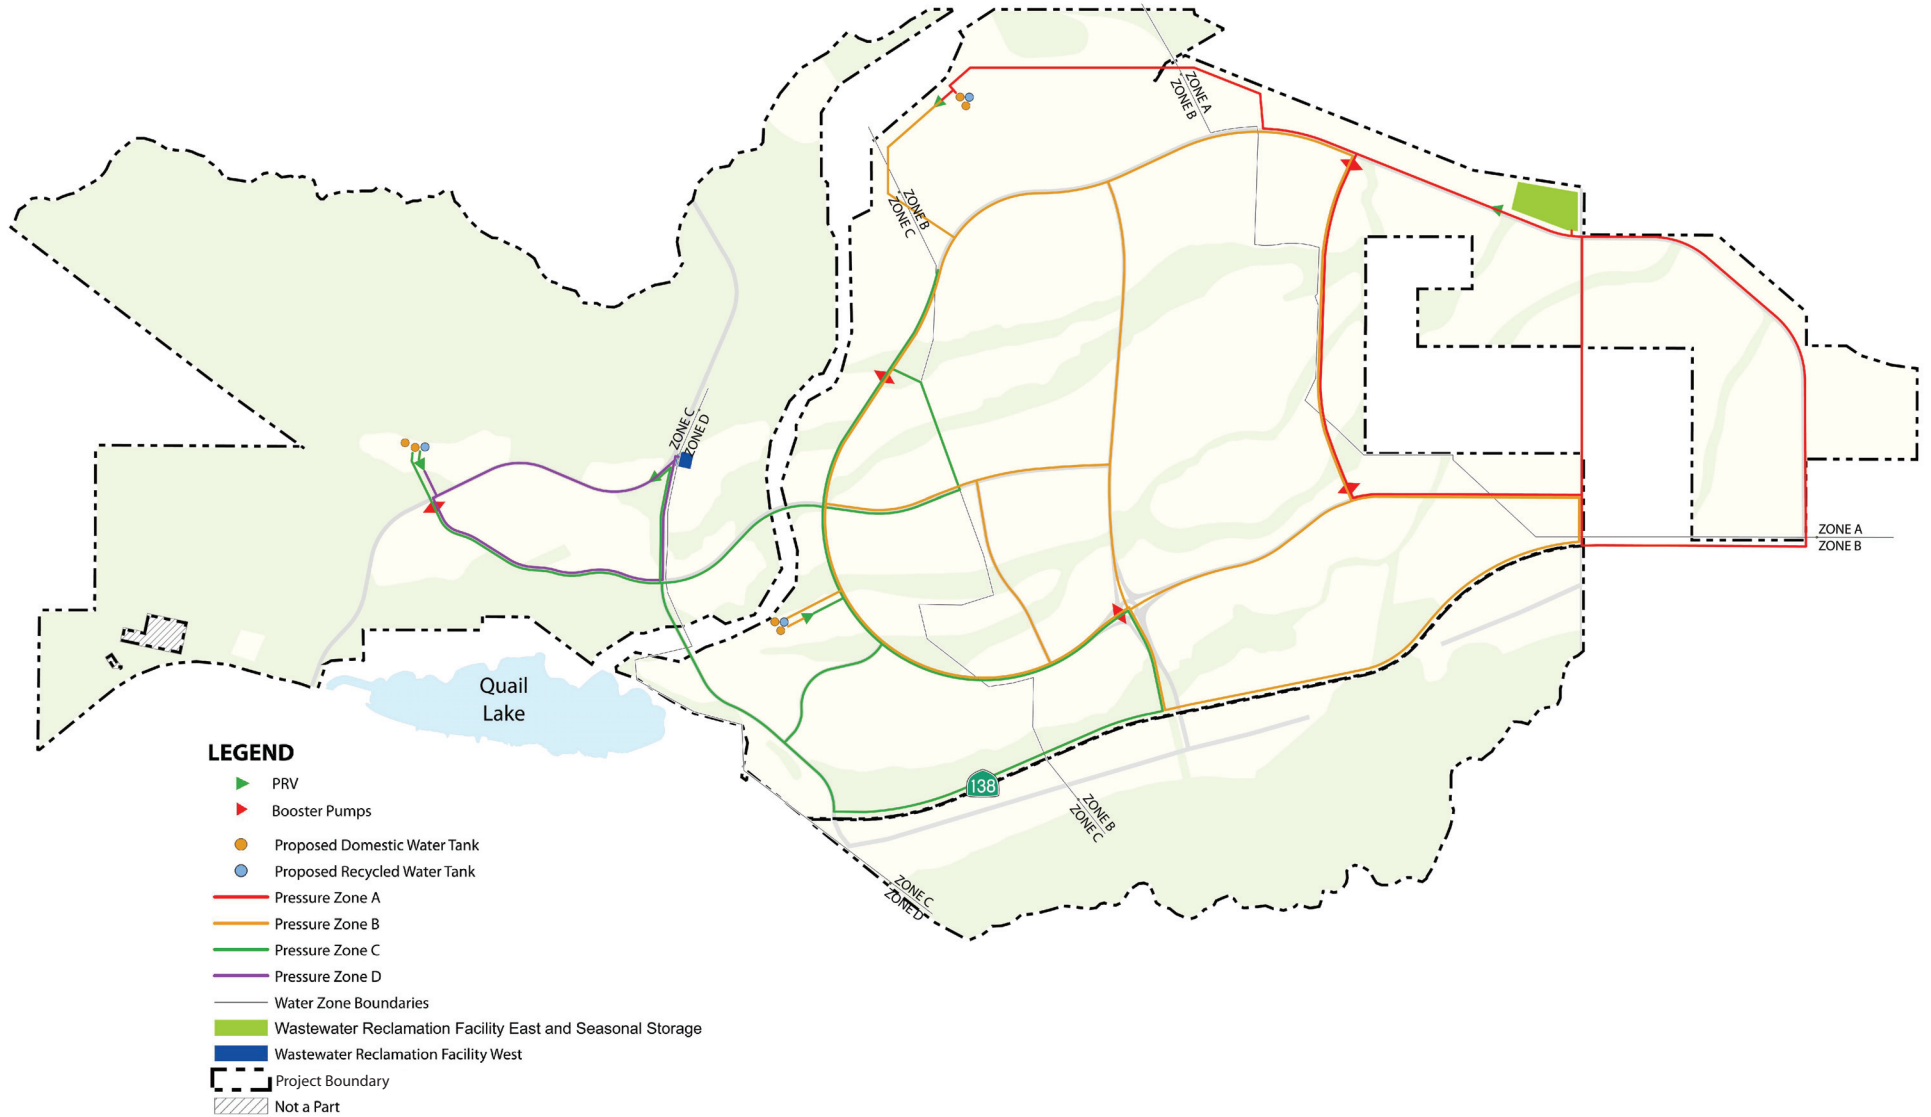 ZONE A
ZONE B
ZONE B
ZONE C
ZONE C
ZONE D
ZONE A
ZONE B
Quail
Lake
138
ZONE B
ZONE C
ZONE C
ZONE D
LEGEND
PRV
Booster Pumps
Proposed Domestic Water Tank
Proposed Recycled Water Tank
Pressure Zone A
Pressure Zone B
Pressure Zone C
Pressure Zone D
Water Zone Boundaries
Wastewater Reclamation Facility East and Seasonal Storage
Wastewater Reclamation Facility West
Project Boundary
Not a Part